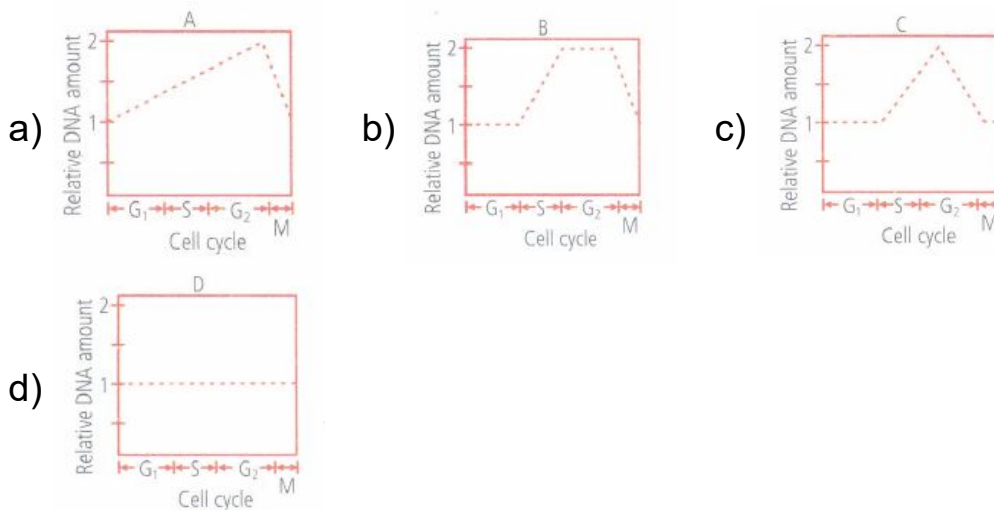 a)
A
Relative DNA amount
2
1
G₁ S G₂ M
Cell cycle
b)
B
Relative DNA amount
2
1
G₁ S G₂ M
Cell cycle
c)
C
Relative DNA amount
2
1
G₁ S G₂ M
Cell cycle
d)
D
Relative DNA amount
2
1
G₁ S G₂ M
Cell cycle